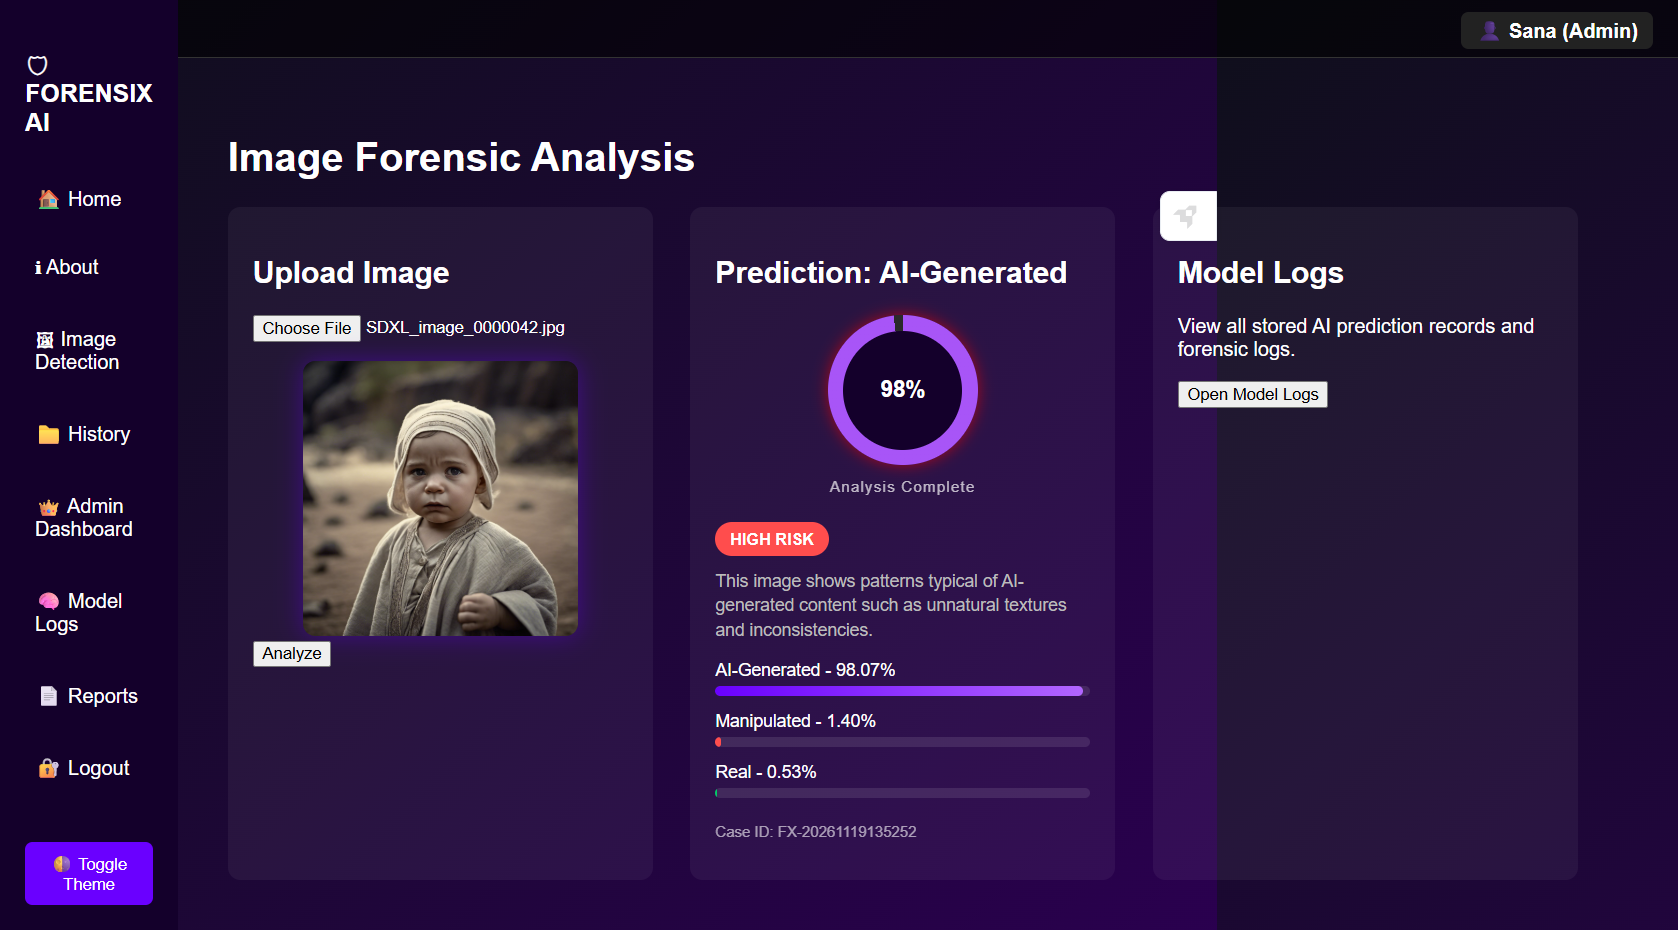 FORENSIX
AI
Home
About
Image
Detection
History
Admin
Dashboard
Model
Logs
Reports
Logout
Toggle
Theme
Sana (Admin)
Image Forensic Analysis
Upload Image
Choose File SDXL_image_0000042.jpg
Analyze
Prediction: AI-Generated
98%
Analysis Complete
HIGH RISK
This image shows patterns typical of AI-
generated content such as unnatural textures
and inconsistencies.
AI-Generated - 98.07%
Manipulated - 1.40%
Real - 0.53%
Case ID: FX-20261119135252
Model Logs
View all stored AI prediction records and
forensic logs.
Open Model Logs